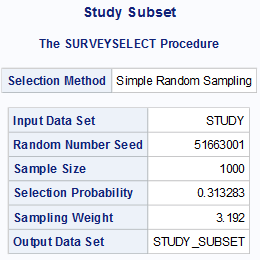 Study Subset
The SURVEYSELECT Procedure
Selection Method Simple Random Sampling
Input Data Set STUDY
Random Number Seed 51663001
Sample Size 1000
Selection Probability 0.313283
Sampling Weight 3.192
Output Data Set STUDY_SUBSET